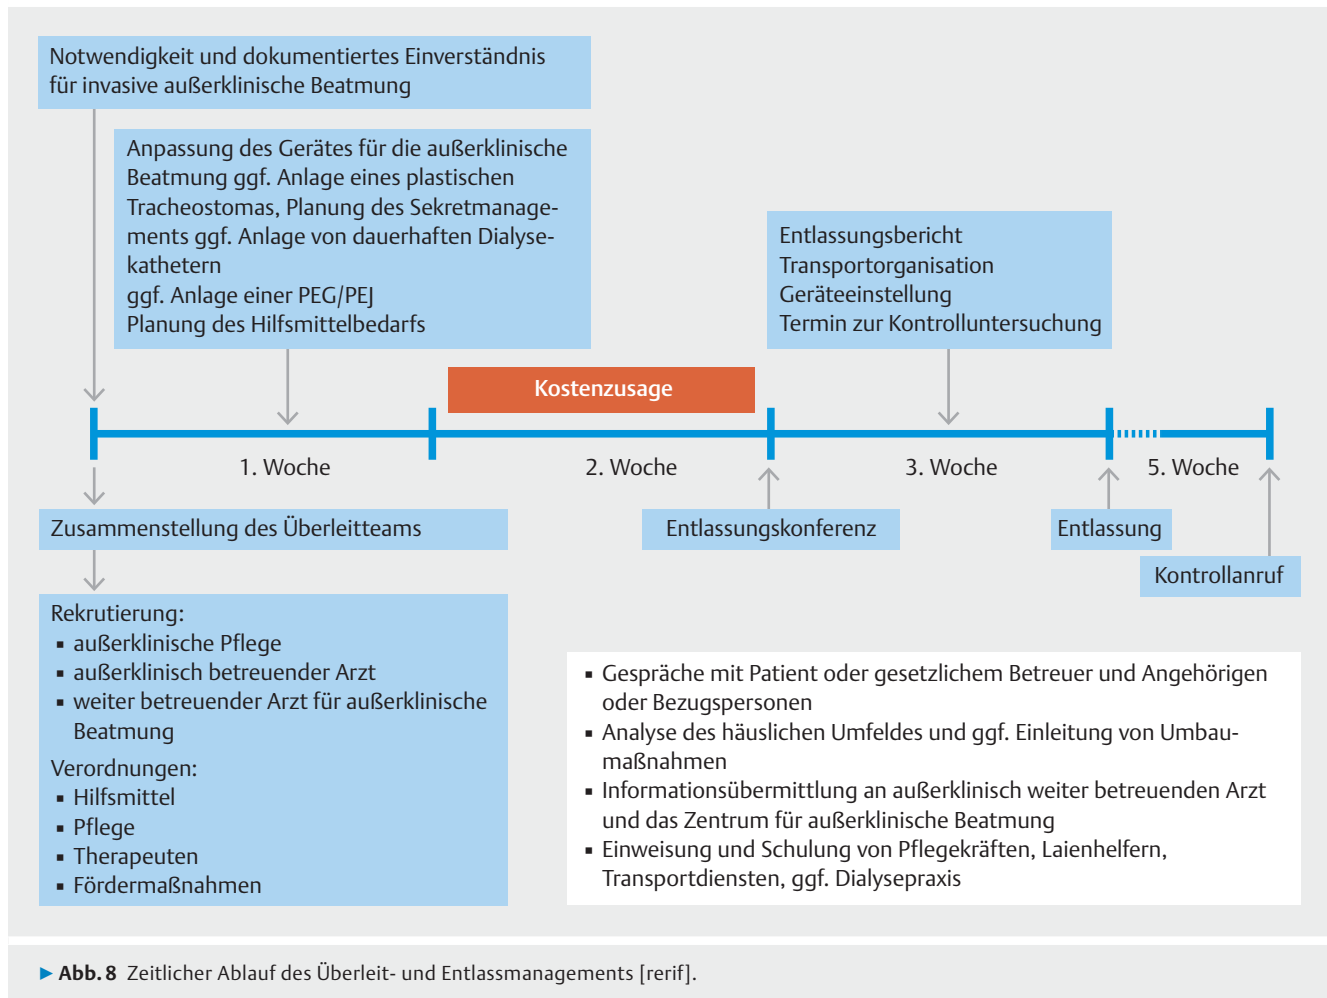 Notwendigkeit und dokumentiertes Einverständnis
für invasive außerklinische Beatmung
Anpassung des Gerätes für die außerklinische
Beatmung ggf. Anlage eines plastischen
Tracheostomas, Planung des Sekretmanage-
ments ggf. Anlage von dauerhaften Dialyse-
kathetern
ggf. Anlage einer PEG/PEJ
Planung des Hilfsmittelbedarfs
Entlassungsbericht
Transportorganisation
Geräteeinstellung
Termin zur Kontrolluntersuchung
Kostenzusage
1. Woche
2. Woche
3. Woche
5. Woche
Zusammenstellung des Überleitteams
Entlassungskonferenz
Entlassung
Kontrollanruf
Rekrutierung:
▪ außerklinische Pflege
▪ außerklinisch betreuender Arzt
▪ weiter betreuender Arzt für außerklinische
Beatmung
Verordnungen:
▪ Hilfsmittel
▪ Pflege
▪ Therapeuten
▪ Fördermaßnahmen
▪ Gespräche mit Patient oder gesetzlichem Betreuer und Angehörigen
oder Bezugspersonen
▪ Analyse des häuslichen Umfeldes und ggf. Einleitung von Umbau-
maßnahmen
▪ Informationsübermittlung an außerklinisch weiter betreuenden Arzt
und das Zentrum für außerklinische Beatmung
▪ Einweisung und Schulung von Pflegekräften, Laienhelfern,
Transportdiensten, ggf. Dialysepraxis
▶ Abb. 8 Zeitlicher Ablauf des Überleit- und Entlassmanagements [rerif].